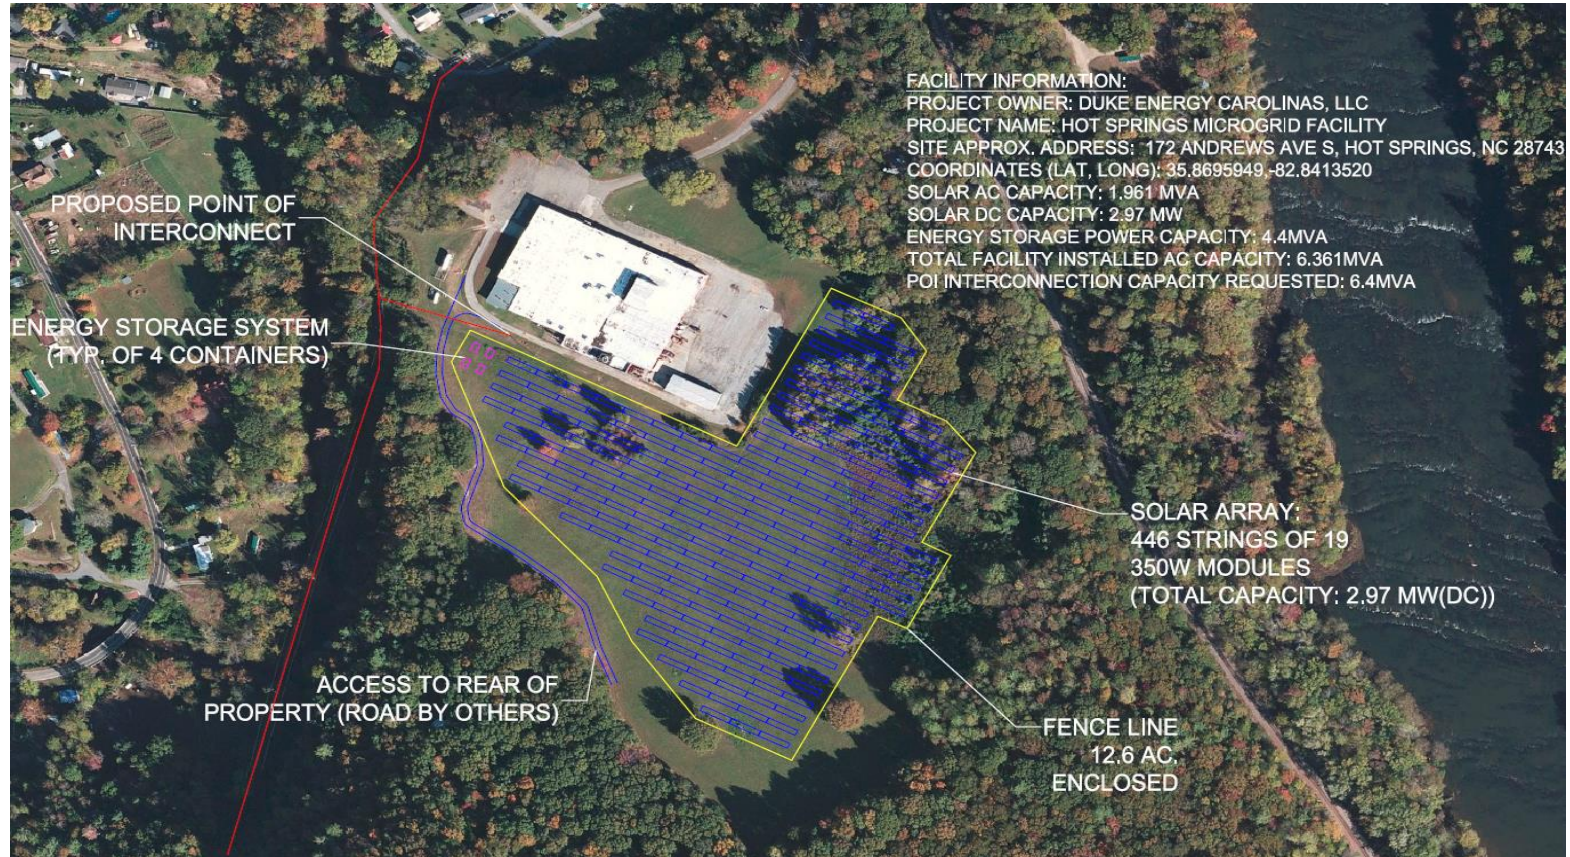 FACILITY INFORMATION:
PROJECT OWNER: DUKE ENERGY CAROLINAS, LLC
PROJECT NAME: HOT SPRINGS MICROGRID FACILITY
SITE APPROX. ADDRESS: 172 ANDREWS AVE S, HOT SPRINGS, NC 28743
COORDINATES (LAT, LONG): 35.8695949,-82.8413520
SOLAR AC CAPACITY: 1.961 MVA
SOLAR DC CAPACITY: 2.97 MW
ENERGY STORAGE POWER CAPACITY: 4.4MVA
TOTAL FACILITY INSTALLED AC CAPACITY: 6.361MVA
POI INTERCONNECTION CAPACITY REQUESTED: 6.4MVA
PROPOSED POINT OF
INTERCONNECT
ENERGY STORAGE SYSTEM
(TYP. OF 4 CONTAINERS)
SOLAR ARRAY:
446 STRINGS OF 19
350W MODULES
(TOTAL CAPACITY: 2.97 MW(DC))
ACCESS TO REAR OF
PROPERTY (ROAD BY OTHERS)
FENCE LINE
12.6 AC.
ENCLOSED